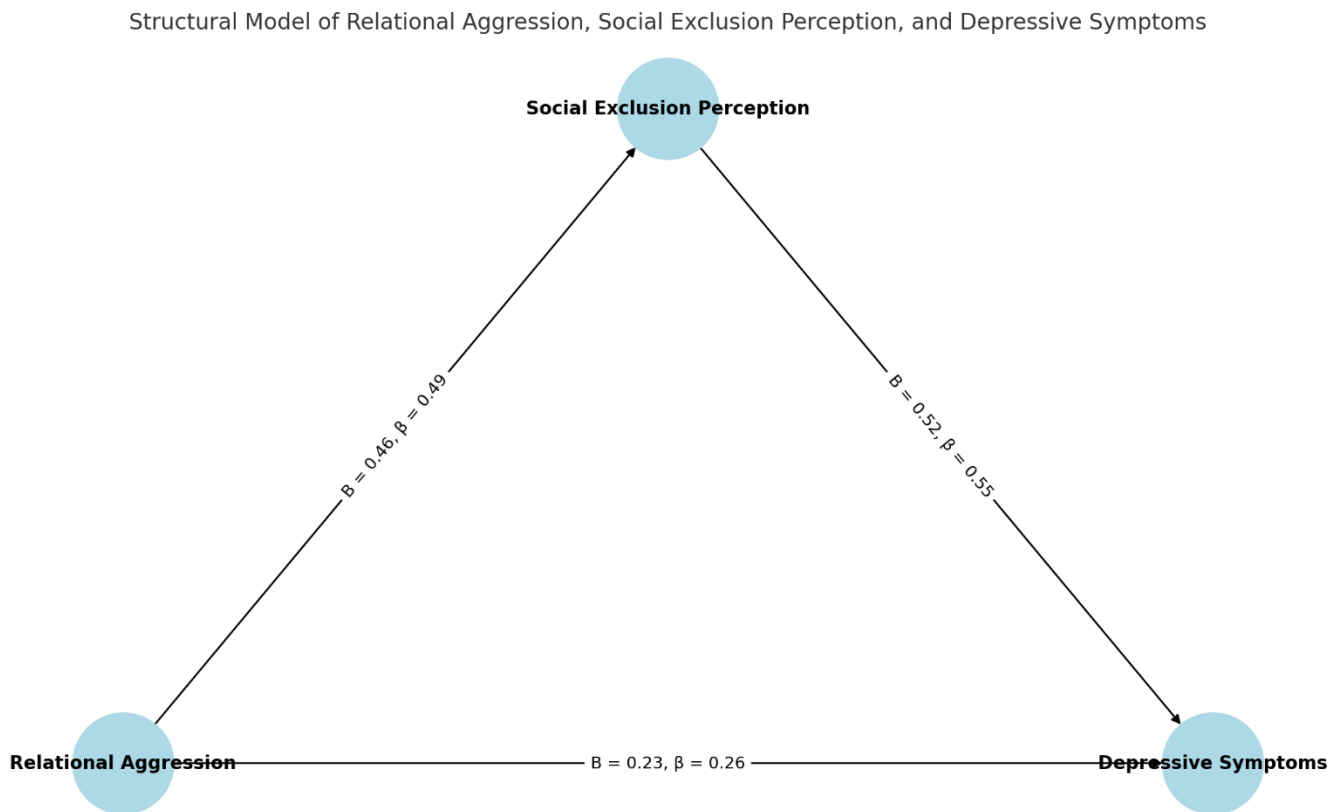 Structural Model of Relational Aggression, Social Exclusion Perception, and Depressive Symptoms
Social Exclusion Perception
B = 0.46, β = 0.49
B = 0.52, β = 0.55
Relational Aggression
B = 0.23, β = 0.26
Depressive Symptoms